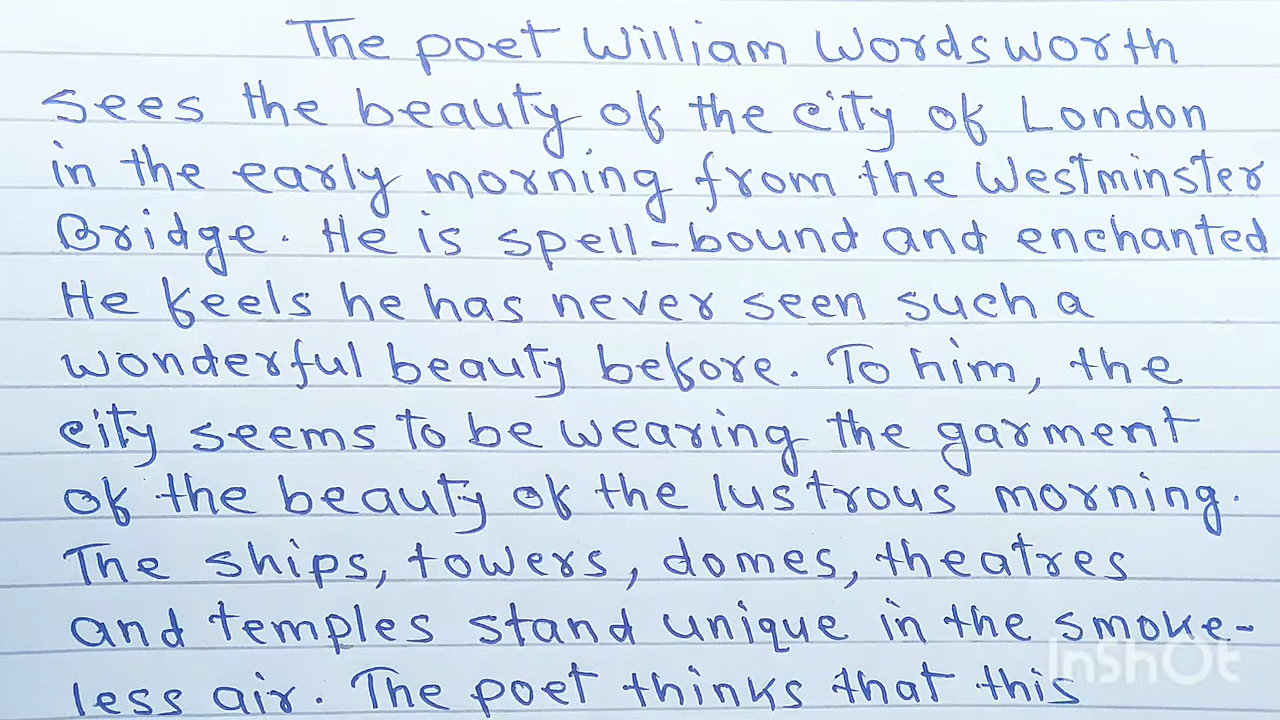 The poet William Wordsworth
sees the beauty of the city of London
in the early morning from the Westminster
Bridge. He is spell-bound and enchanted
He feels he has never seen such a
wonderful beauty before. To him, the
city seems to be wearing the garment
of the beauty of the lustrous morning.
The ships, towers, domes, theatres
and temples stand unique in the smoke-
less air. The poet thinks that this
InShOt